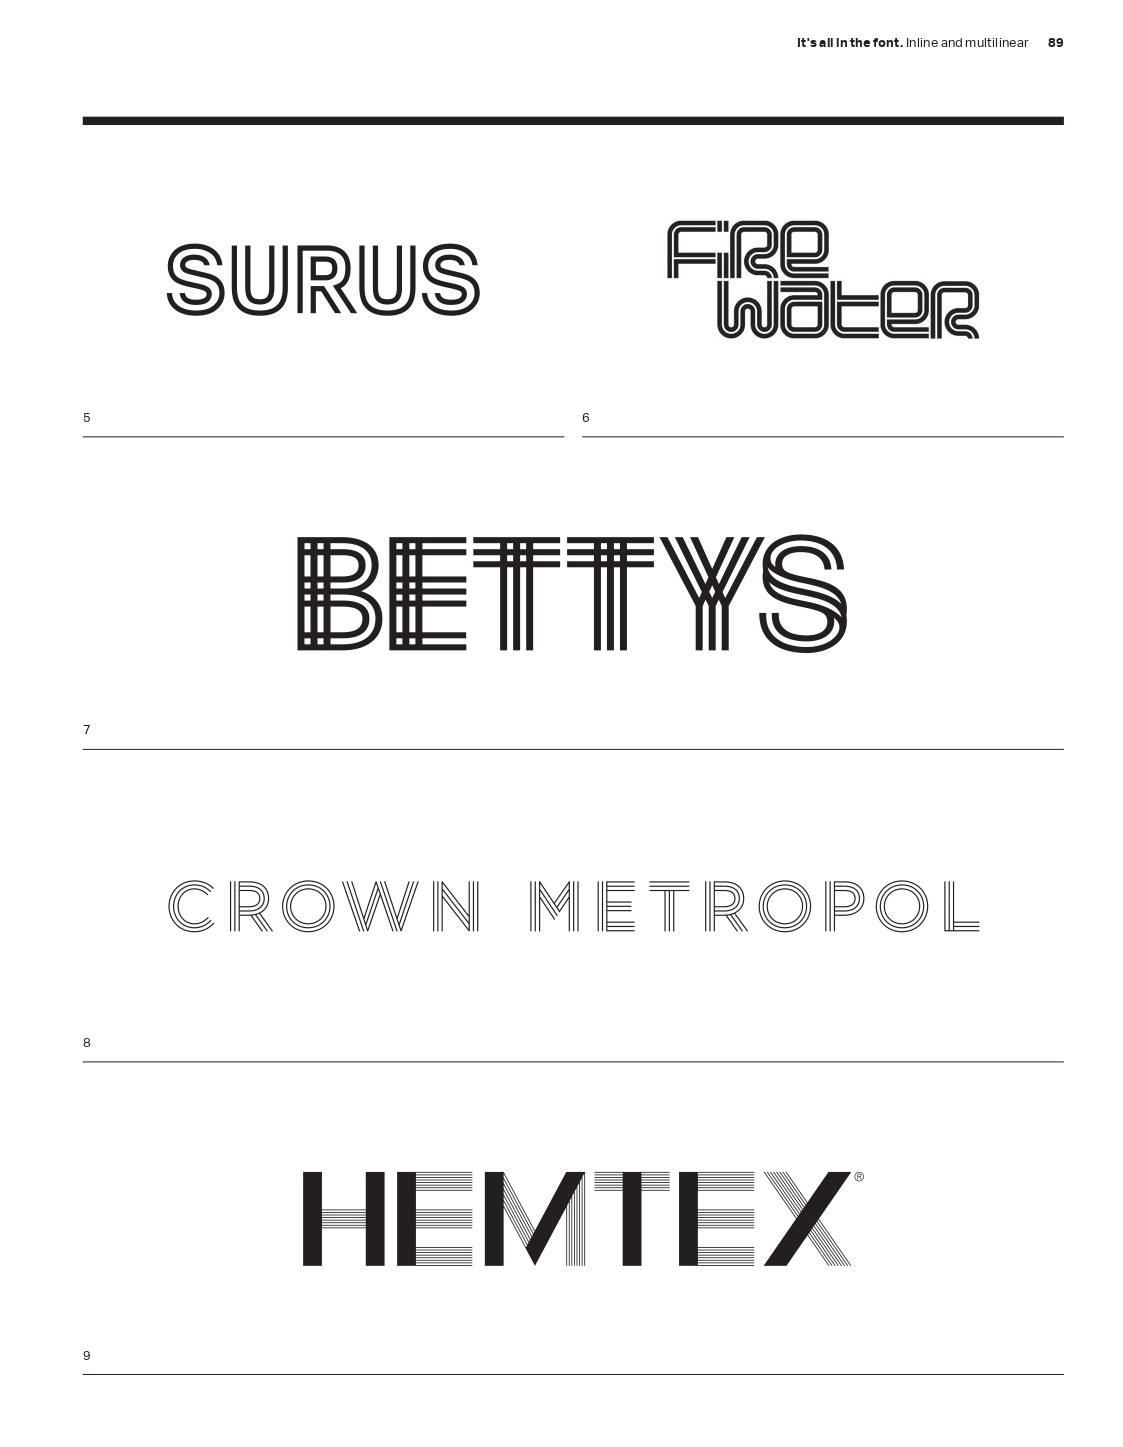 It's all in the font. Inline and multilinear 89
SURUS
Fire
Water
5
6
BETTYS
7
CROWN METROPOL
8
HEMTEX®
9